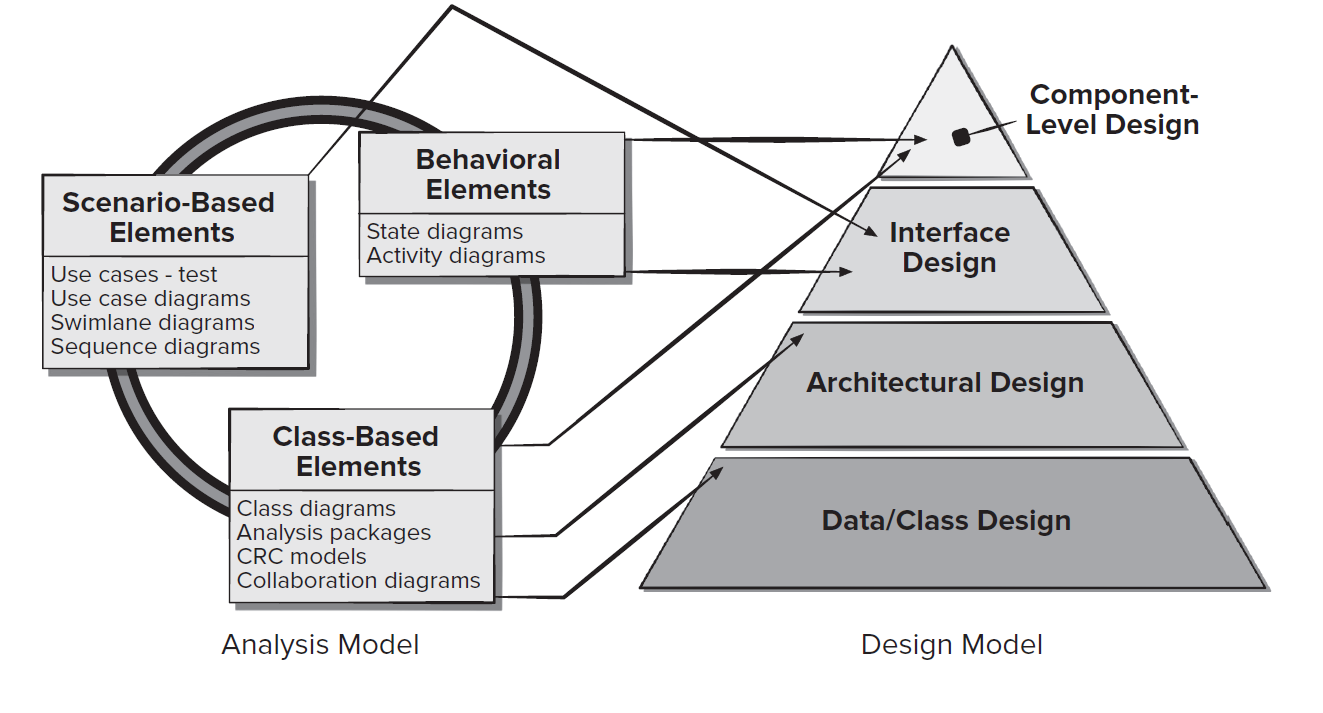 Scenario-Based
Elements
Use cases - test
Use case diagrams
Swimlane diagrams
Sequence diagrams
Behavioral
Elements
State diagrams
Activity diagrams
Class-Based
Elements
Class diagrams
Analysis packages
CRC models
Collaboration diagrams
Analysis Model
Component-
Level Design
Interface
Design
Architectural Design
Data/Class Design
Design Model